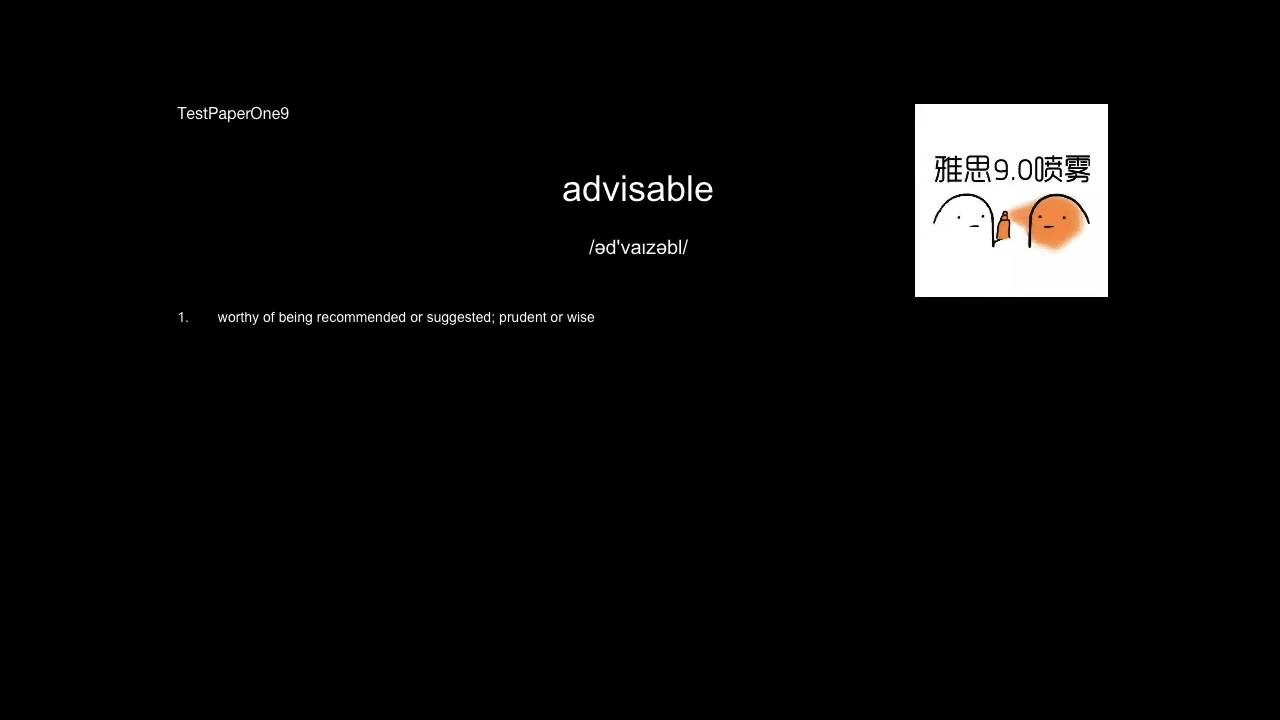 TestPaperOne9
雅思9.0喷雾
advisable
/əd'vaɪzəbl/
1. worthy of being recommended or suggested; prudent or wise